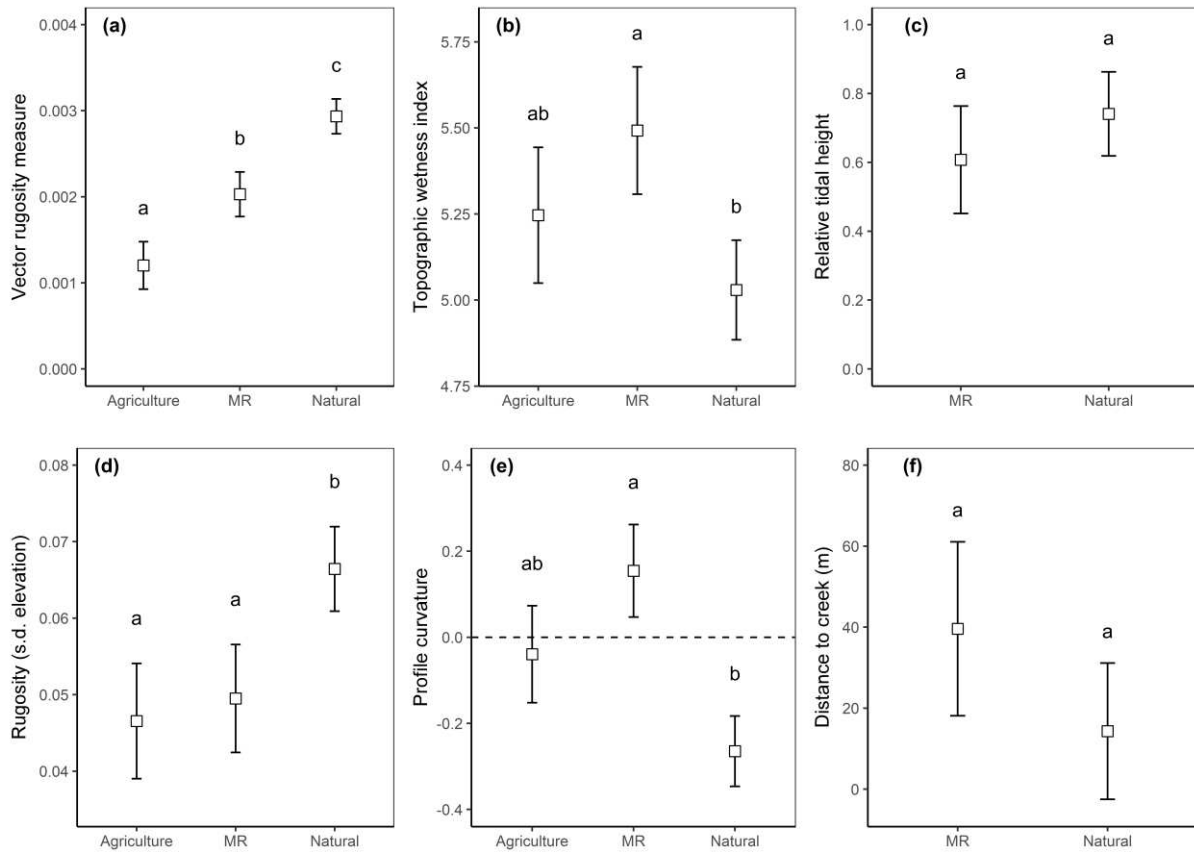 (a)
Vector rugosity measure
0.004
0.003
0.002
0.001
0.000
a
b
c
Agriculture MR Natural
(b)
Topographic wetness index
5.75
5.50
5.25
5.00
4.75
ab
a
b
Agriculture MR Natural
(c)
Relative tidal height
1.0
0.8
0.6
0.4
0.2
0.0
a
a
MR Natural
(d)
Rugosity (s.d. elevation)
0.08
0.07
0.06
0.05
0.04
a
a
b
Agriculture MR Natural
(e)
Profile curvature
0.4
0.2
0.0
-0.2
-0.4
ab
a
b
Agriculture MR Natural
(f)
Distance to creek (m)
80
60
40
20
0
a
a
MR Natural